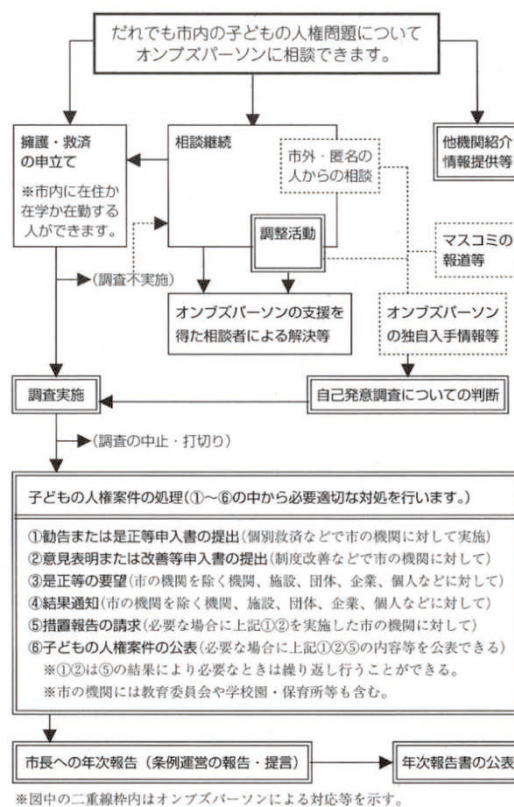 だれでも市内の子どもの人権問題について
オンブズパーソンに相談できます。
擁護・救済
の申立て
※市内に在住か
在学か在勤する
人ができます。
相談継続
市外・匿名の
人からの相談
他機関紹介
情報提供等
調整活動
マスコミの
報道等
(調査不実施)
オンブズパーソンの支援を
得た相談者による解決等
オンブズパーソン
の独自入手情報等
調査実施
自己発意調査についての判断
(調査の中止・打切り)
子どもの人権案件の処理(①〜⑥の中から必要適切な対処を行います。)
①勧告または是正等申入書の提出(個別救済などで市の機関に対して実施)
②意見表明または改善等申入書の提出(制度改善などで市の機関に対して)
③是正等の要望(市の機関を除く機関、施設、団体、企業、個人などに対して)
④結果通知(市の機関を除く機関、施設、団体、企業、個人などに対して)
⑤措置報告の請求(必要な場合に上記①②を実施した市の機関に対して)
⑥子どもの人権案件の公表(必要な場合に上記①②⑤の内容等を公表できる)
※①②は⑤の結果により必要なときは繰り返し行うことができる。
※市の機関には教育委員会や学校園・保育所等も含む。
市長への年次報告(条例運営の報告・提言)
年次報告書の公表
※図中の二重線枠内はオンブズパーソンによる対応等を示す。